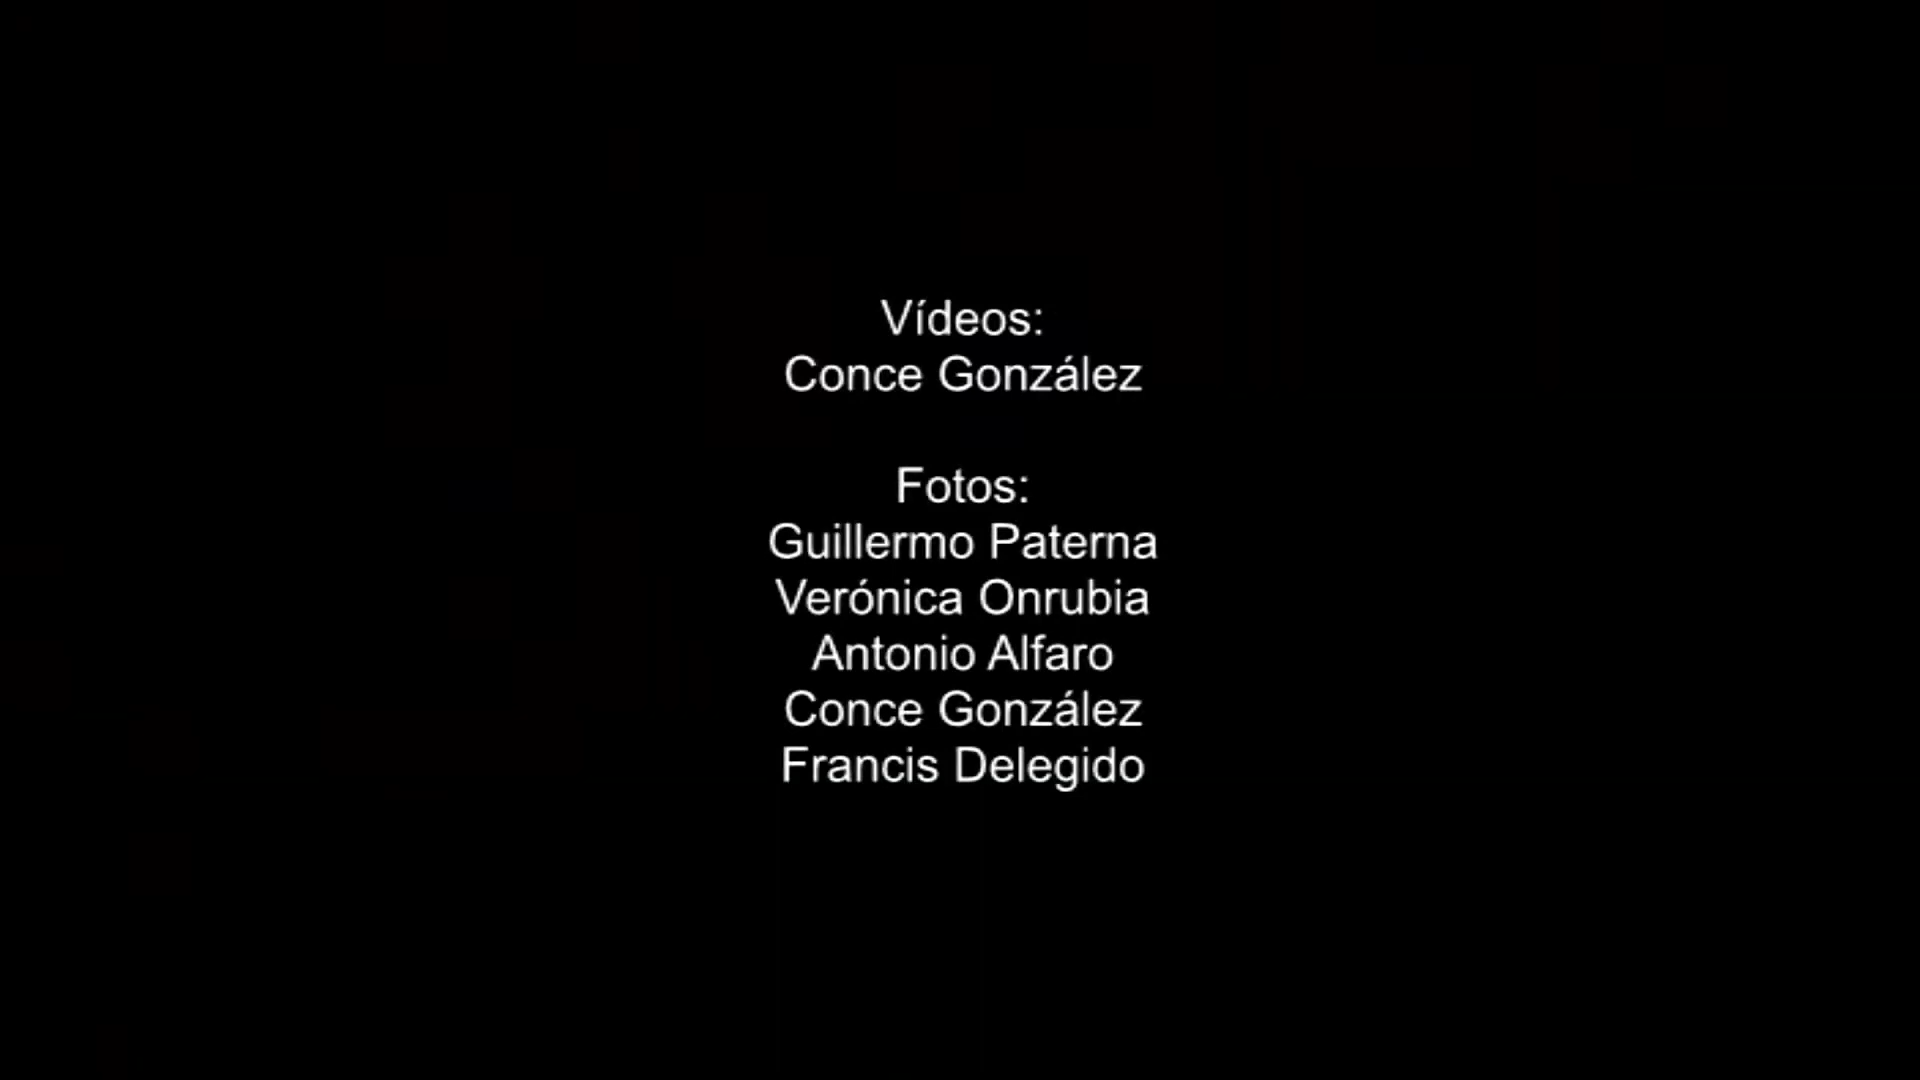 Vídeos:
Conce González
Fotos:
Guillermo Paterna
Verónica Onrubia
Antonio Alfaro
Conce González
Francis Delegido